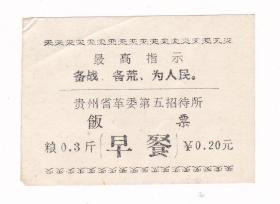 最高指示
备战、备荒、为人民。
贵州省革委第五招待所
飯票
粮0.3斤(早餐)¥0.20元